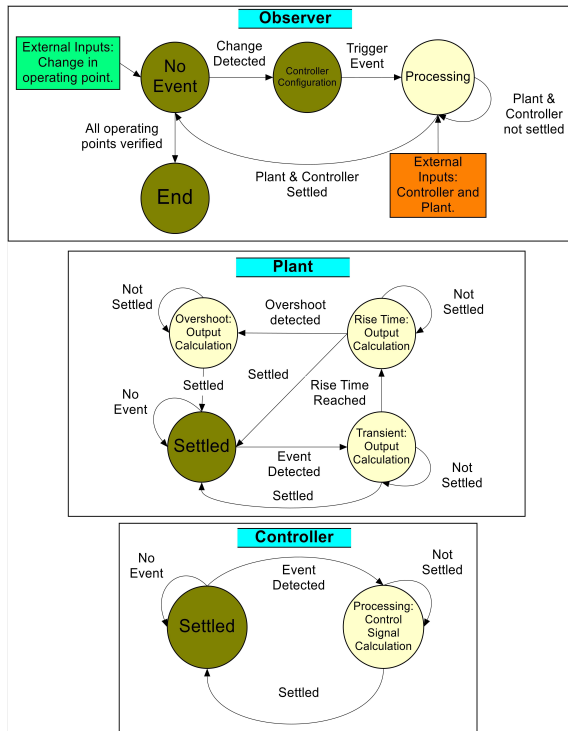 Observer
External Inputs:
Change in
operating point.
No
Event
Change
Detected
Controller
Configuration
Trigger
Event
Processing
Plant &
Controller
not settled
All operating
points verified
Plant & Controller
Settled
External
Inputs:
Controller and
Plant.
End
Plant
Not
Settled
Overshoot:
Output
Calculation
Overshoot
detected
Rise Time:
Output
Calculation
Not
Settled
Settled
Settled
No
Event
Rise Time
Reached
Settled
Event
Detected
Transient:
Output
Calculation
Not
Settled
Settled
Controller
No
Event
Event
Detected
Not
Settled
Settled
Processing:
Control
Signal
Calculation
Settled